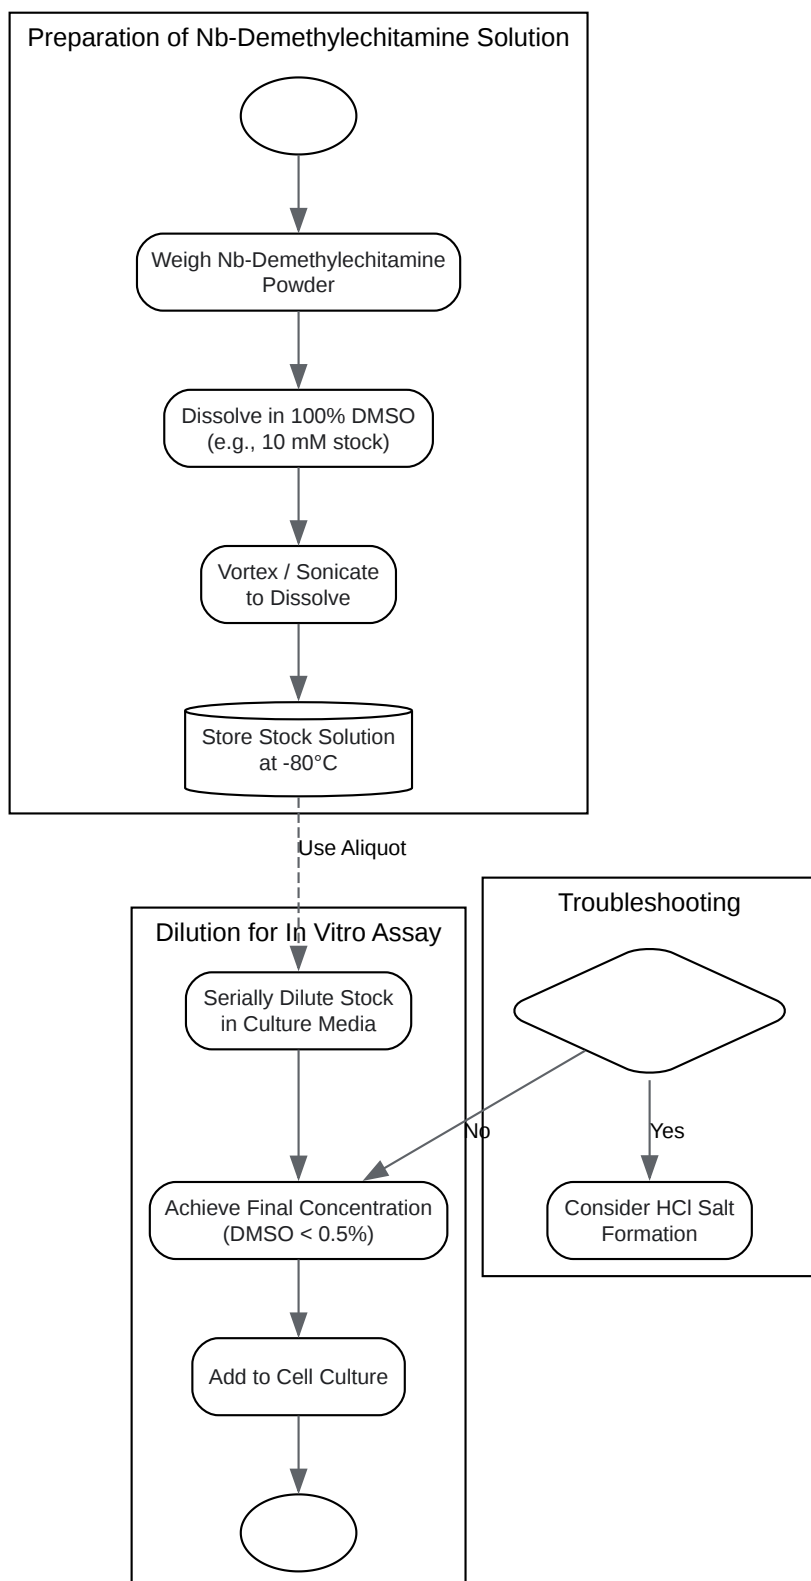 Preparation of Nb-Demethylechitamine Solution
Weigh Nb-Demethylechitamine
Powder
Dissolve in 100% DMSO
(e.g., 10 mM stock)
Vortex / Sonicate
to Dissolve
Store Stock Solution
at -80°C
Use Aliquot
Dilution for In Vitro Assay
Serially Dilute Stock
in Culture Media
Troubleshooting
No
Yes
Achieve Final Concentration
(DMSO < 0.5%)
Consider HCl Salt
Formation
Add to Cell Culture